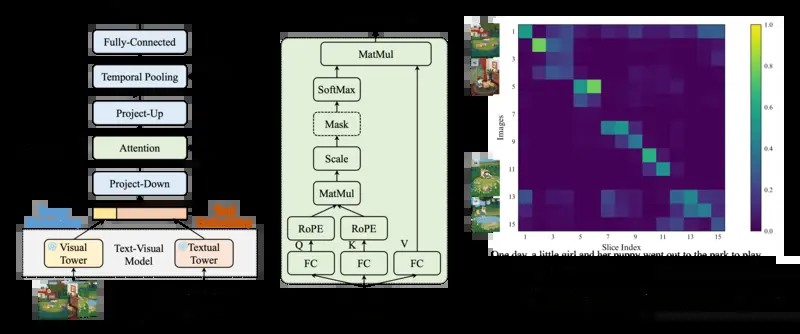 Fully-Connected
Temporal Pooling
Project-Up
Attention
Project-Down
Visual
Tower
Text-Visual
Model
Textual
Tower
MatMul
SoftMax
Mask
Scale
MatMul
RoPE
RoPE
Q
K
V
FC
FC
FC
Images
1
3
5
7
9
11
13
15
1
3
5
7
9
11
13
15
Slice Index
1.0
0.8
0.6
0.4
0.2
0.0
One day, a little girl and her puppy went out to the park to play